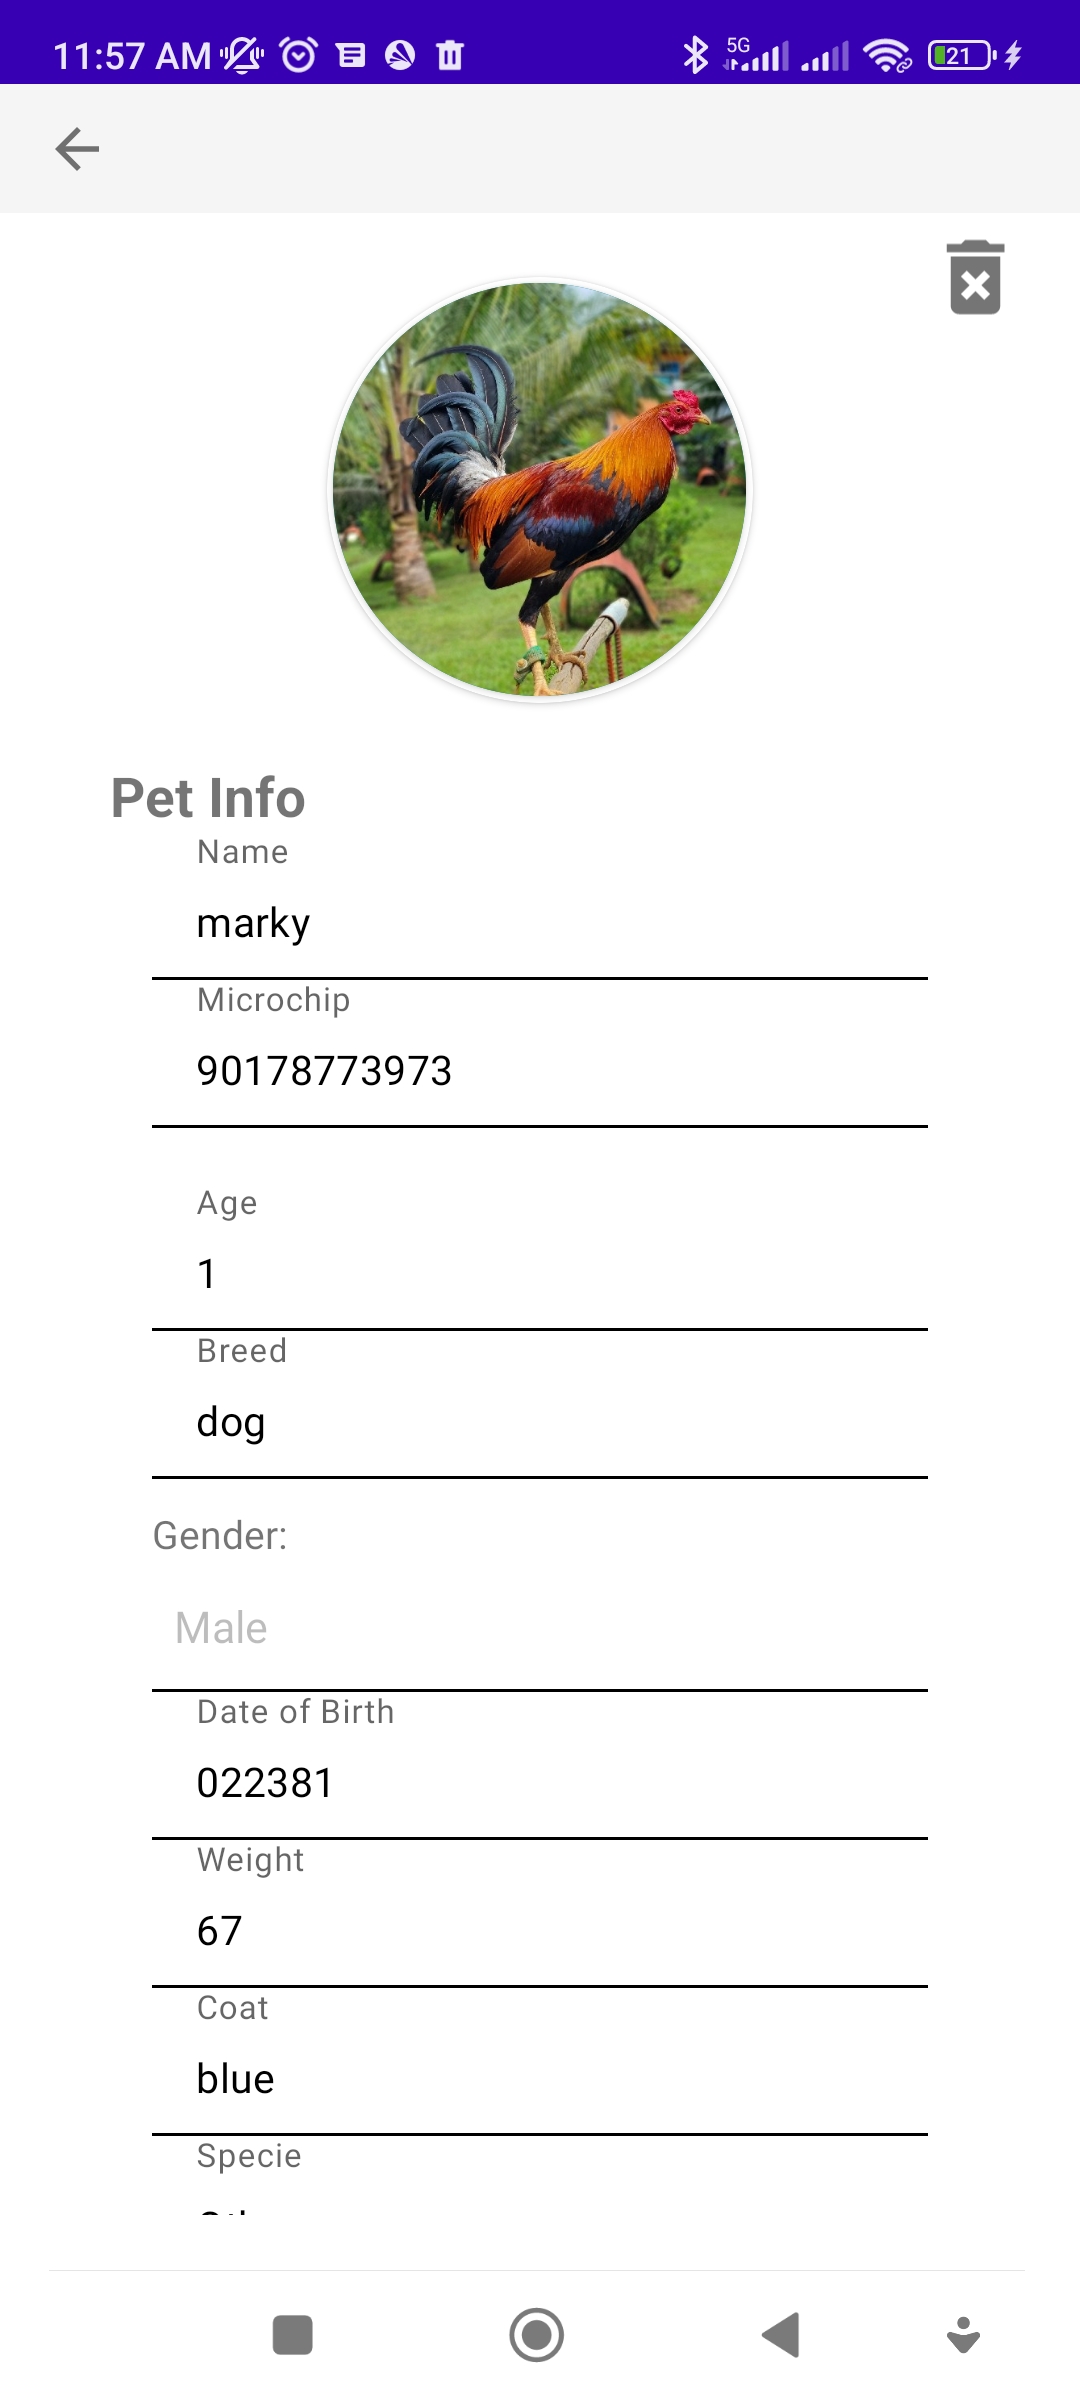 11:57 AM 5G 21
Pet Info
Name
marky
Microchip
90178773973
Age
1
Breed
dog
Gender:
Male
Date of Birth
022381
Weight
67
Coat
blue
Specie